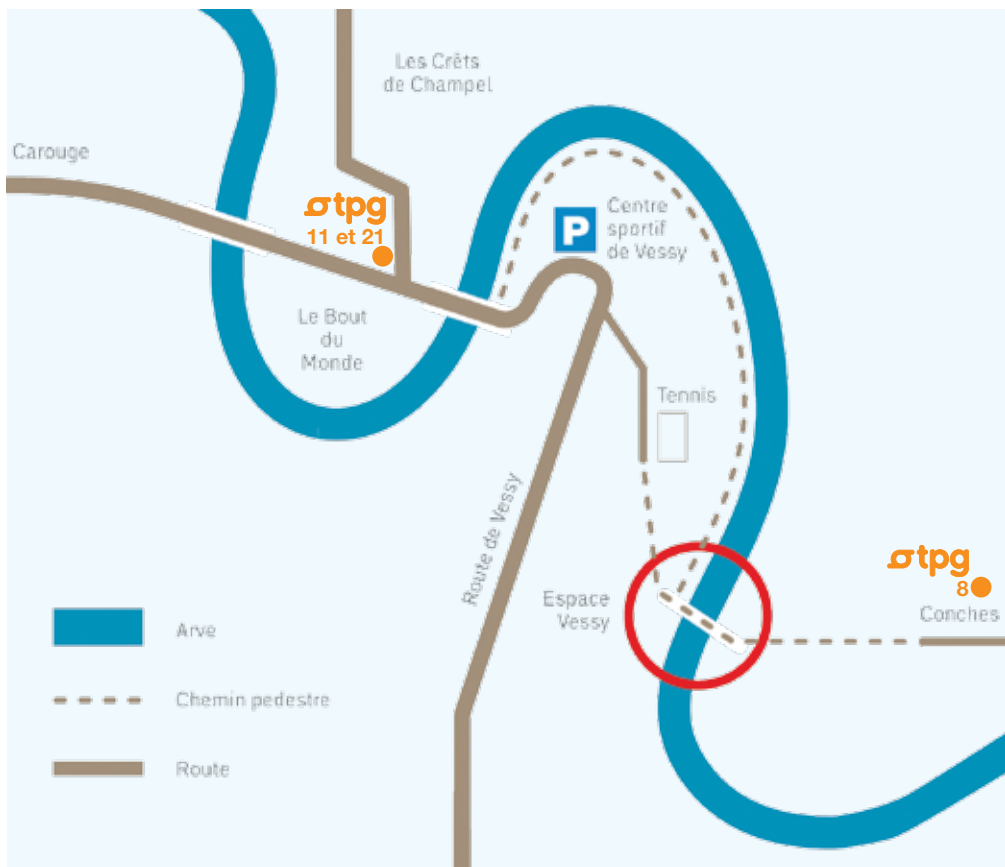 Les Crêts
de Champel
Carouge
tpg
11 et 21
P
Centre
sportif
de Vessy
Le Bout
du
Monde
Tennis
Route de Vessy
tpg
8
Espace
Vessy
Conches
Arve
Chemin pedestre
Route